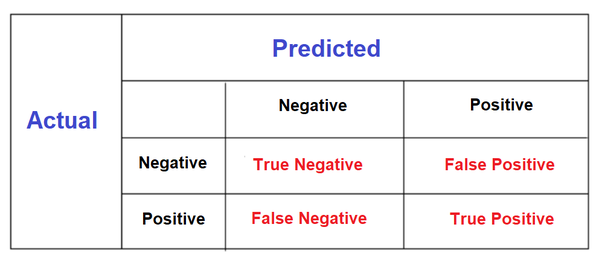 Predicted
Actual
Negative Positive
Negative True Negative False Positive
Positive False Negative True Positive